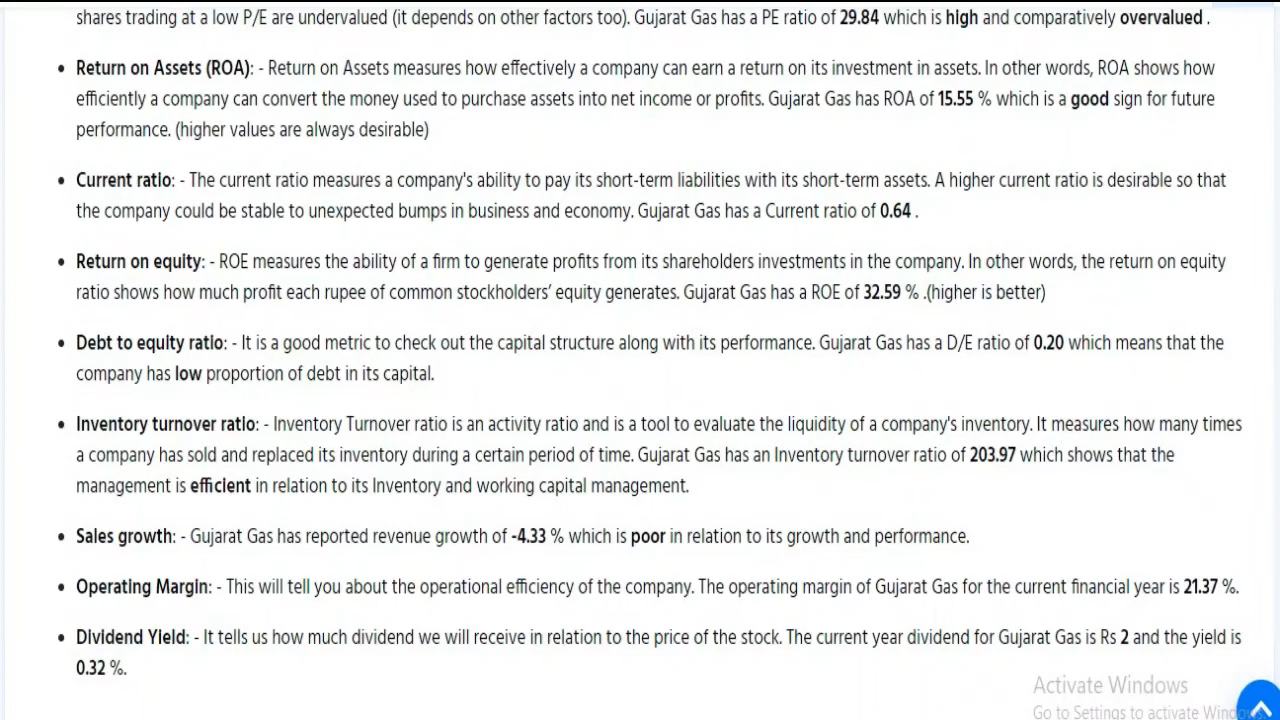 shares trading at a low P/E are undervalued (it depends on other factors too). Gujarat Gas has a PE ratio of 29.84 which is high and comparatively overvalued .
• Return on Assets (ROA): - Return on Assets measures how effectively a company can earn a return on its investment in assets. In other words, ROA shows how
efficiently a company can convert the money used to purchase assets into net income or profits. Gujarat Gas has ROA of 15.55 % which is a good sign for future
performance. (higher values are always desirable)
• Current ratio: - The current ratio measures a company's ability to pay its short-term liabilities with its short-term assets. A higher current ratio is desirable so that
the company could be stable to unexpected bumps in business and economy. Gujarat Gas has a Current ratio of 0.64 .
• Return on equity: - ROE measures the ability of a firm to generate profits from its shareholders investments in the company. In other words, the return on equity
ratio shows how much profit each rupee of common stockholders’ equity generates. Gujarat Gas has a ROE of 32.59 % .(higher is better)
• Debt to equity ratio: - It is a good metric to check out the capital structure along with its performance. Gujarat Gas has a D/E ratio of 0.20 which means that the
company has low proportion of debt in its capital.
• Inventory turnover ratio: - Inventory Turnover ratio is an activity ratio and is a tool to evaluate the liquidity of a company's inventory. It measures how many times
a company has sold and replaced its inventory during a certain period of time. Gujarat Gas has an Inventory turnover ratio of 203.97 which shows that the
management is efficient in relation to its Inventory and working capital management.
• Sales growth: - Gujarat Gas has reported revenue growth of -4.33 % which is poor in relation to its growth and performance.
• Operating Margin: - This will tell you about the operational efficiency of the company. The operating margin of Gujarat Gas for the current financial year is 21.37 %.
• Dividend Yield: - It tells us how much dividend we will receive in relation to the price of the stock. The current year dividend for Gujarat Gas is Rs 2 and the yield is
0.32 %.
Activate Windows
Go to Settings to activate Windows